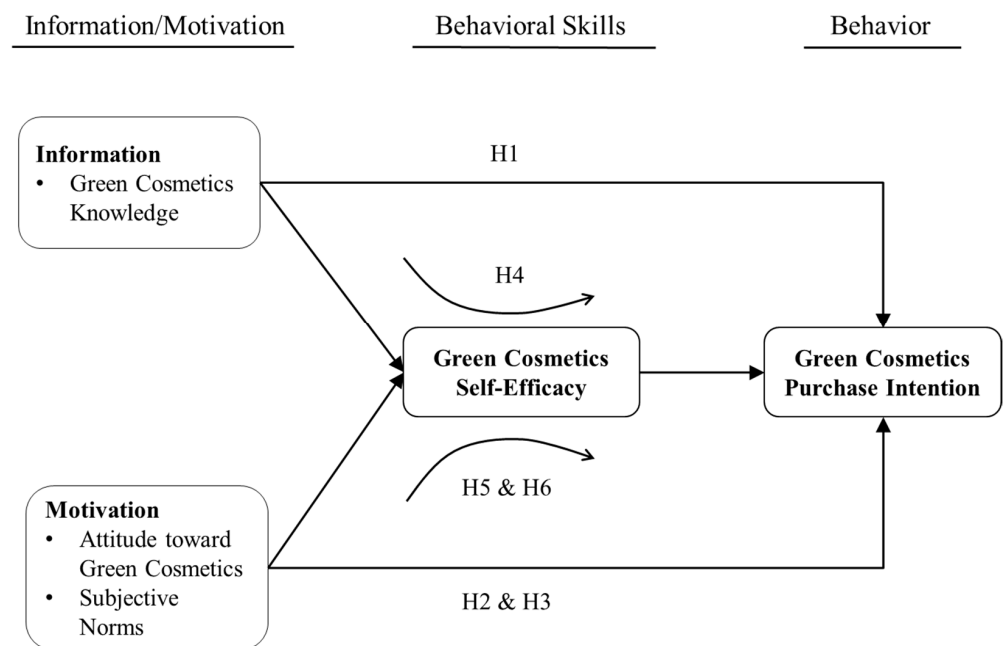 Information/Motivation
Behavioral Skills
Behavior
Information
• Green Cosmetics
Knowledge
H1
H4
Green Cosmetics
Self-Efficacy
Green Cosmetics
Purchase Intention
H5 & H6
Motivation
• Attitude toward
Green Cosmetics
• Subjective
Norms
H2 & H3